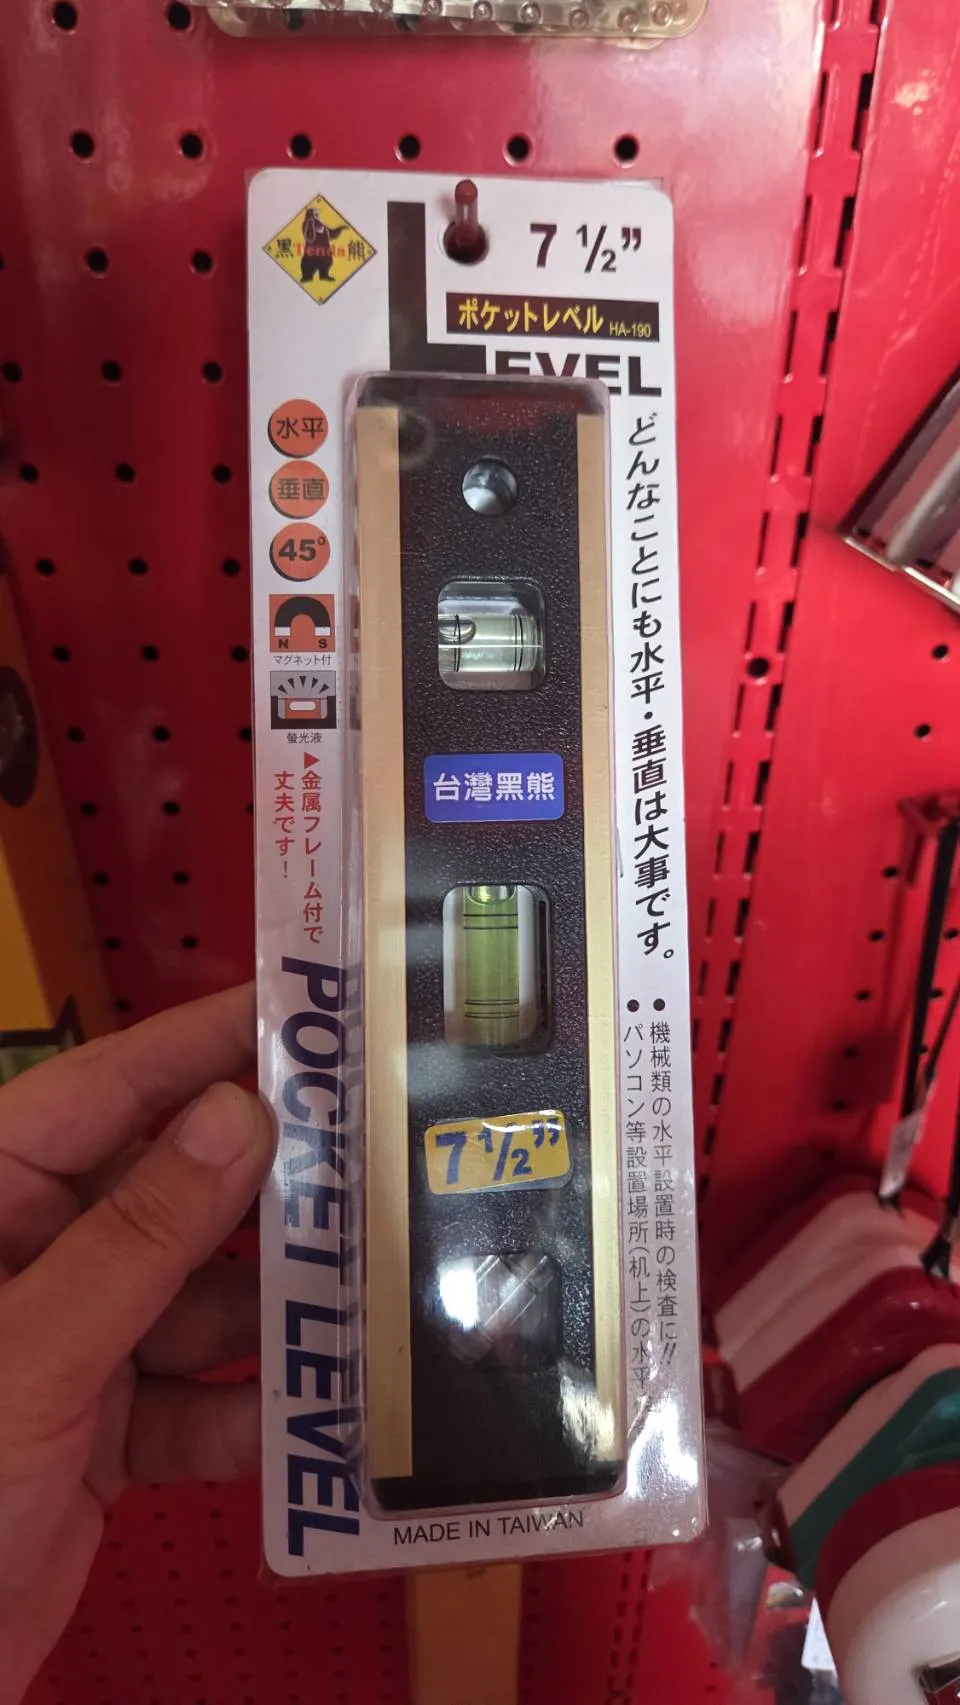 黑Tenda熊
7 ½”
ポケットレベル HA-190
LEVEL
水平
垂直
45°
N S
マグネット付
螢光液
▶金属フレーム付で
丈夫です!
POCKET LEVEL
どんなことにも水平・垂直は大事です。
●機械類の水平設置時の検査に!!
●パソコン等設置場所(机上)の水平
台灣黑熊
7 ½”
MADE IN TAIWAN